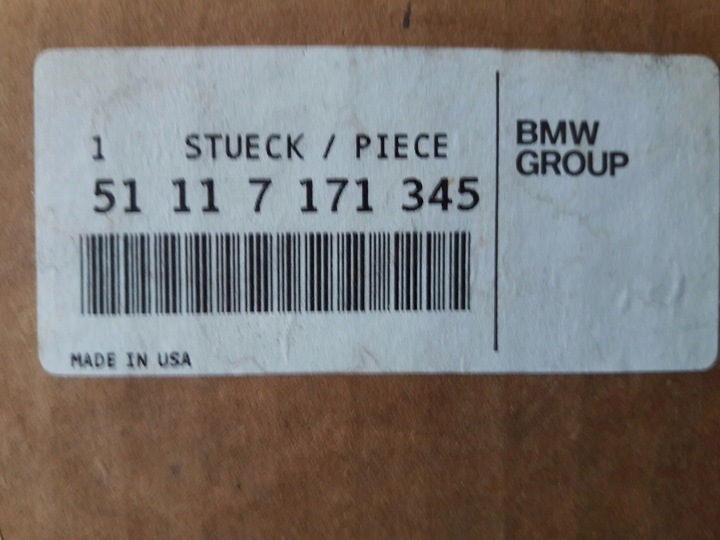 1 STUECK / PIECE
51 11 7 171 345
MADE IN USA
BMW
GROUP